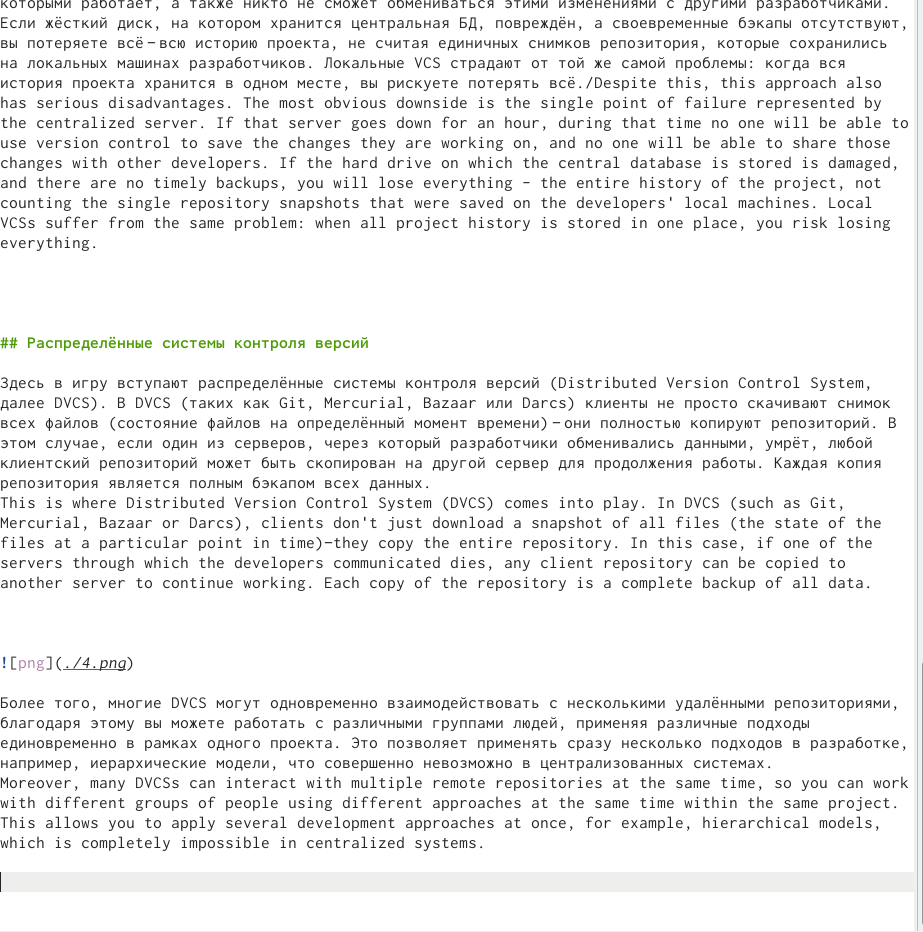 которыми работает, а также никто не сможет обмениваться этими изменениями с другими разработчиками.
Если жёсткий диск, на котором хранится центральная БД, повреждён, а своевременные бэкапы отсутствуют,
вы потеряете всё – всю историю проекта, не считая единичных снимков репозитория, которые сохранились
на локальных машинах разработчиков. Локальные VCS страдают от той же самой проблемы: когда вся
история проекта хранится в одном месте, вы рискуете потерять всё./Despite this, this approach also
has serious disadvantages. The most obvious downside is the single point of failure represented by
the centralized server. If that server goes down for an hour, during that time no one will be able to
use version control to save the changes they are working on, and no one will be able to share those
changes with other developers. If the hard drive on which the central database is stored is damaged,
and there are no timely backups, you will lose everything – the entire history of the project, not
counting the single repository snapshots that were saved on the developers' local machines. Local
VCSs suffer from the same problem: when all project history is stored in one place, you risk losing
everything.
## Распределённые системы контроля версий
Здесь в игру вступают распределённые системы контроля версий (Distributed Version Control System,
далее DVCS). В DVCS (таких как Git, Mercurial, Bazaar или Darcs) клиенты не просто скачивают снимок
всех файлов (состояние файлов на определённый момент времени) – они полностью копируют репозиторий. В
этом случае, если один из серверов, через который разработчики обменивались данными, умрёт, любой
клиентский репозиторий может быть скопирован на другой сервер для продолжения работы. Каждая копия
репозитория является полным бэкапом всех данных.
This is where Distributed Version Control System (DVCS) comes into play. In DVCS (such as Git,
Mercurial, Bazaar or Darcs), clients don't just download a snapshot of all files (the state of the
files at a particular point in time)–they copy the entire repository. In this case, if one of the
servers through which the developers communicated dies, any client repository can be copied to
another server to continue working. Each copy of the repository is a complete backup of all data.
![png](./4.png)
Более того, многие DVCS могут одновременно взаимодействовать с несколькими удалёнными репозиториями,
благодаря этому вы можете работать с различными группами людей, применяя различные подходы
единовременно в рамках одного проекта. Это позволяет применять сразу несколько подходов в разработке,
например, иерархические модели, что совершенно невозможно в централизованных системах.
Moreover, many DVCSs can interact with multiple remote repositories at the same time, so you can work
with different groups of people using different approaches at the same time within the same project.
This allows you to apply several development approaches at once, for example, hierarchical models,
which is completely impossible in centralized systems.